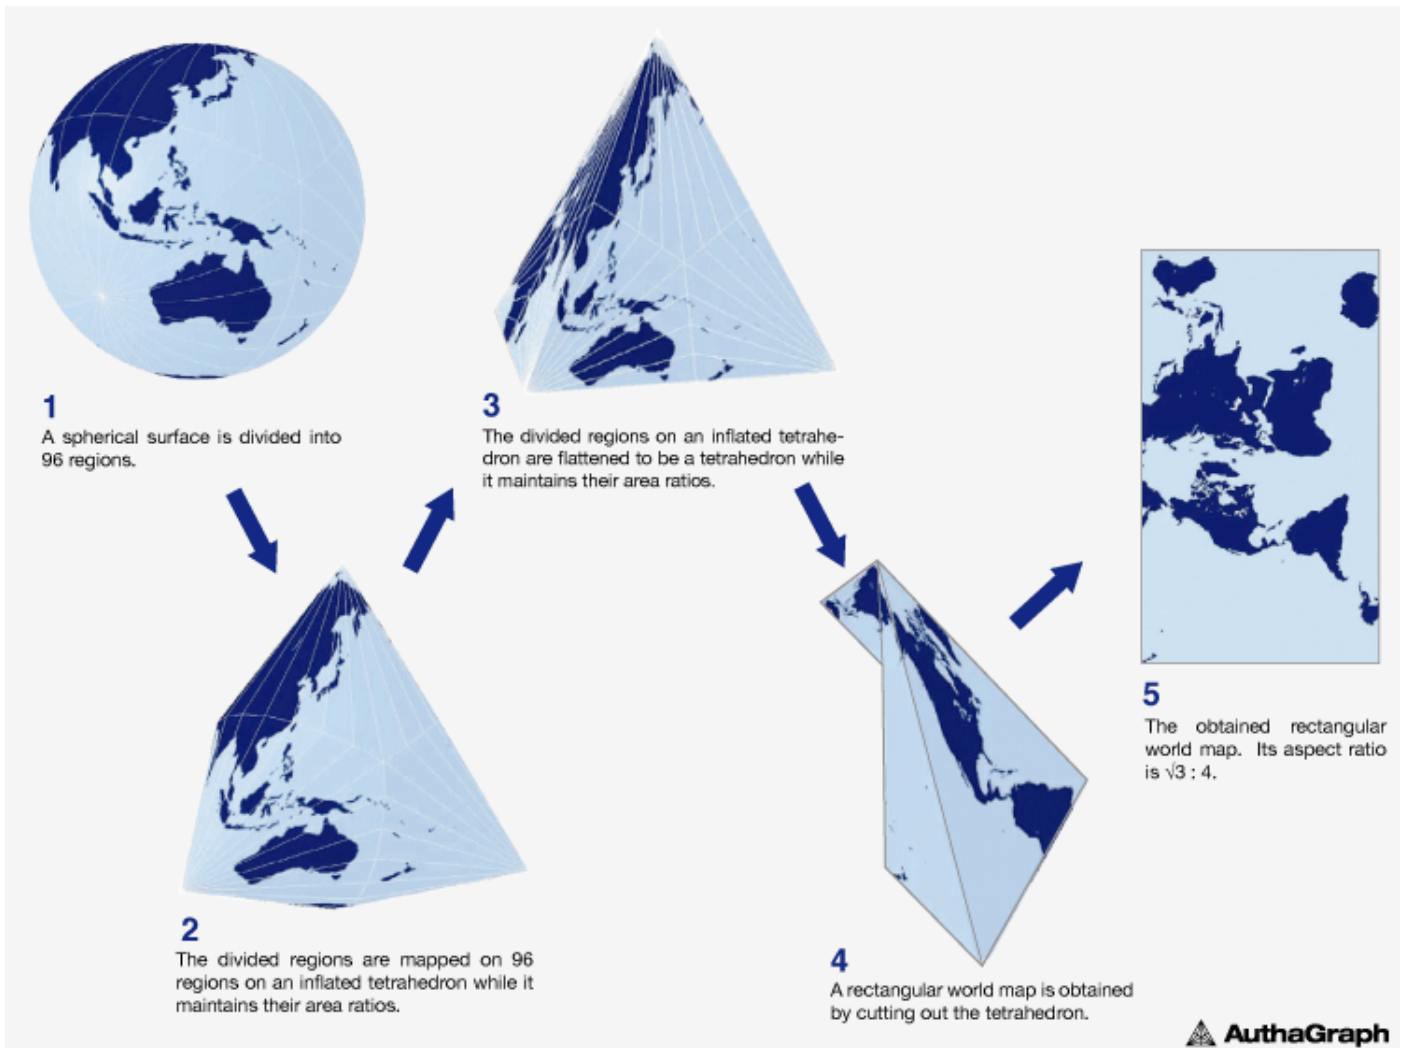 1
A spherical surface is divided into
96 regions.
2
The divided regions are mapped on 96
regions on an inflated tetrahedron while it
maintains their area ratios.
3
The divided regions on an inflated tetrahe-
dron are flattened to be a tetrahedron while
it maintains their area ratios.
4
A rectangular world map is obtained
by cutting out the tetrahedron.
5
The obtained rectangular
world map. Its aspect ratio
is √3 : 4.
AuthaGraph